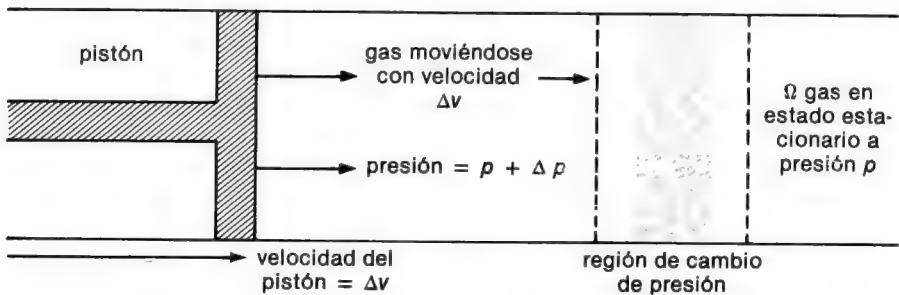 pistón
gas moviéndose
con velocidad
Δv
presión = p + Δ p
Ω gas en
estado esta-
cionario a
presión p
velocidad del
pistón = Δv
región de cambio
de presión